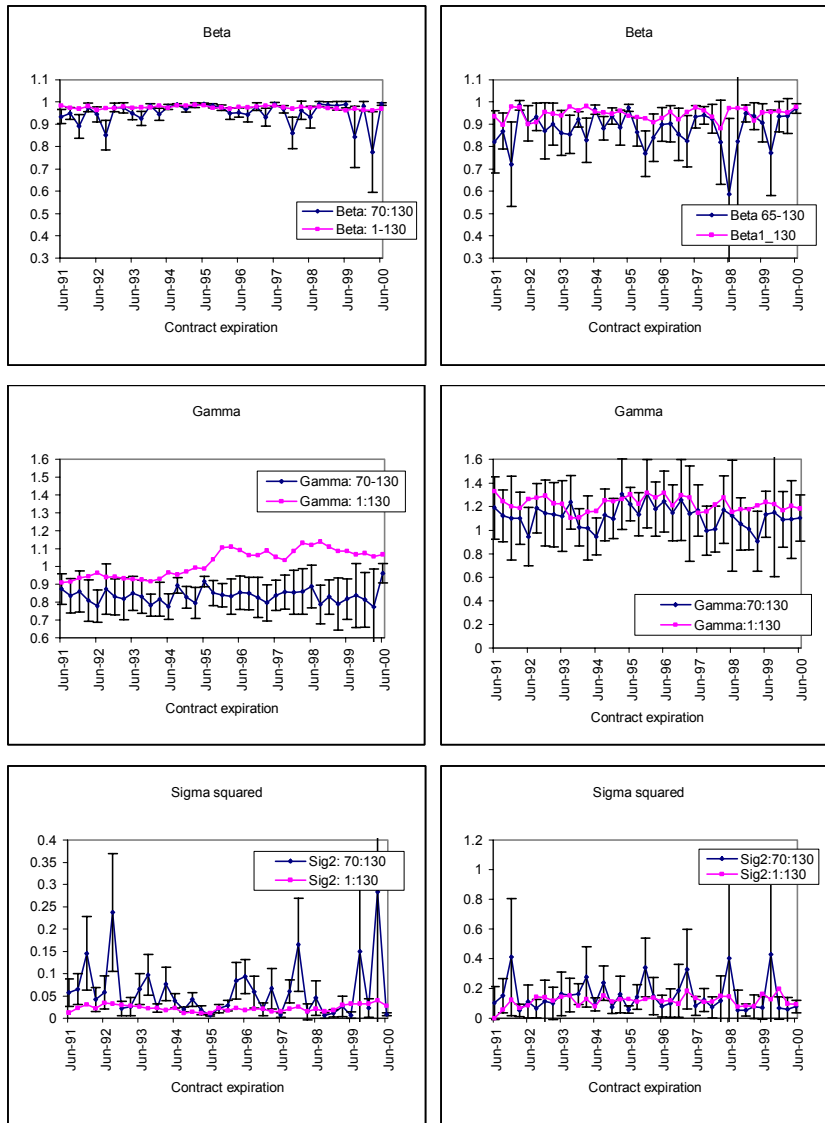 Beta
1.1
1
0.9
0.8
0.7
0.6
0.5
0.4
0.3
Beta: 70:130
Beta: 1-130
Jun-91
Jun-92
Jun-93
Jun-94
Jun-95
Jun-96
Jun-97
Jun-98
Jun-99
Jun-00
Contract expiration
Beta
1.1
1
0.9
0.8
0.7
0.6
0.5
0.4
0.3
Beta 65-130
Beta1_130
Jun-91
Jun-92
Jun-93
Jun-94
Jun-95
Jun-96
Jun-97
Jun-98
Jun-99
Jun-00
Contract expiration
Gamma
1.6
1.5
1.4
1.3
1.2
1.1
1
0.9
0.8
0.7
0.6
Gamma: 70-130
Gamma: 1:130
Jun-91
Jun-92
Jun-93
Jun-94
Jun-95
Jun-96
Jun-97
Jun-98
Jun-99
Jun-00
Contract expiration
Gamma
1.6
1.4
1.2
1
0.8
0.6
0.4
0.2
0
Gamma:70:130
Gamma:1:130
Jun-91
Jun-92
Jun-93
Jun-94
Jun-95
Jun-96
Jun-97
Jun-98
Jun-99
Jun-00
Contract expiration
Sigma squared
0.4
0.35
0.3
0.25
0.2
0.15
0.1
0.05
0
Sig2: 70:130
Sig2: 1:130
Jun-91
Jun-92
Jun-93
Jun-94
Jun-95
Jun-96
Jun-97
Jun-98
Jun-99
Jun-00
Contract expiration
Sigma squared
1.2
1
0.8
0.6
0.4
0.2
0
Sig2:70:130
Sig2:1:130
Jun-91
Jun-92
Jun-93
Jun-94
Jun-95
Jun-96
Jun-97
Jun-98
Jun-99
Jun-00
Contract expiration